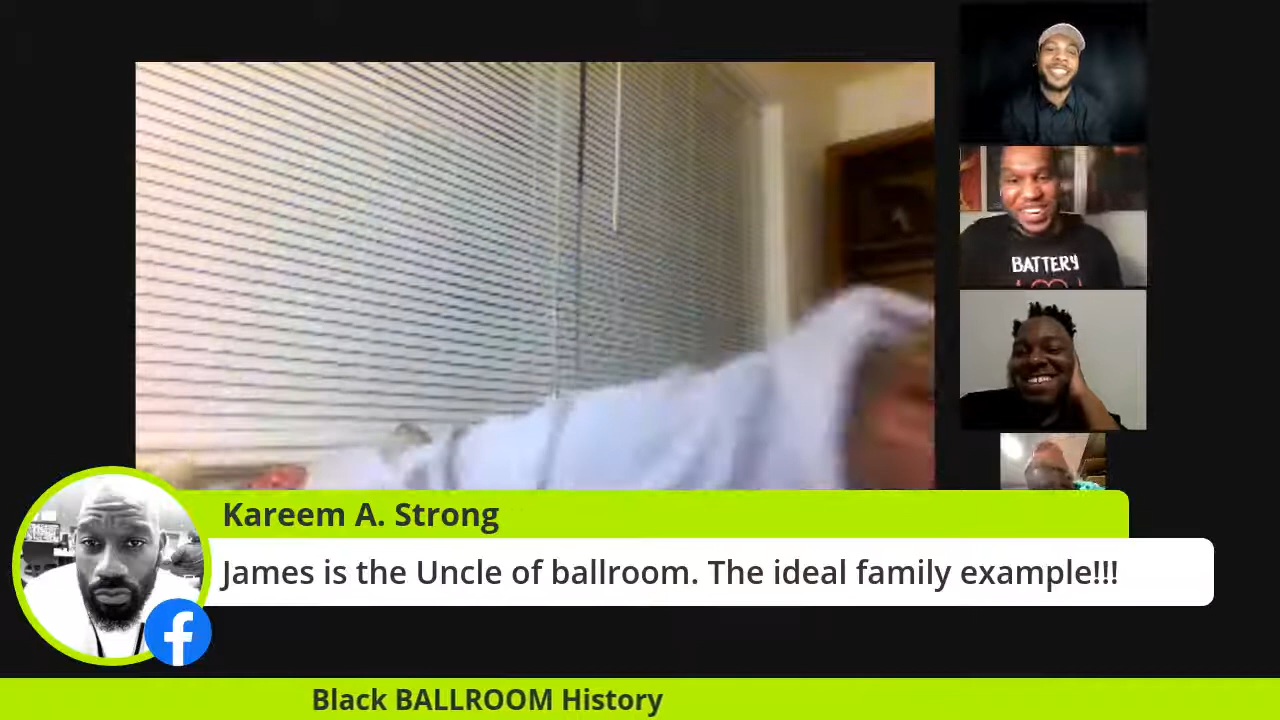 BATTERY
Kareem A. Strong
James is the Uncle of ballroom. The ideal family example!!!
Black BALLROOM History